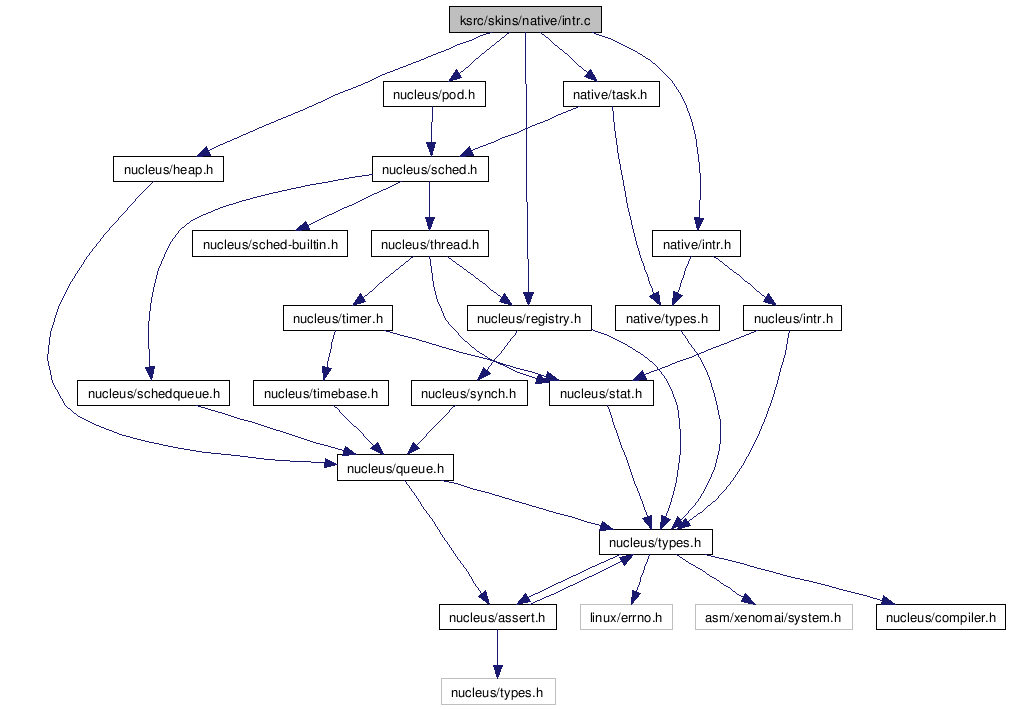 ksrc/skins/native/intr.c
nucleus/pod.h
native/task.h
nucleus/heap.h
nucleus/sched.h
nucleus/sched-builtin.h
nucleus/thread.h
native/intr.h
nucleus/timer.h
nucleus/registry.h
native/types.h
nucleus/intr.h
nucleus/schedqueue.h
nucleus/timebase.h
nucleus/synch.h
nucleus/stat.h
nucleus/queue.h
nucleus/types.h
nucleus/assert.h
linux/errno.h
asm/xenomai/system.h
nucleus/compiler.h
nucleus/types.h